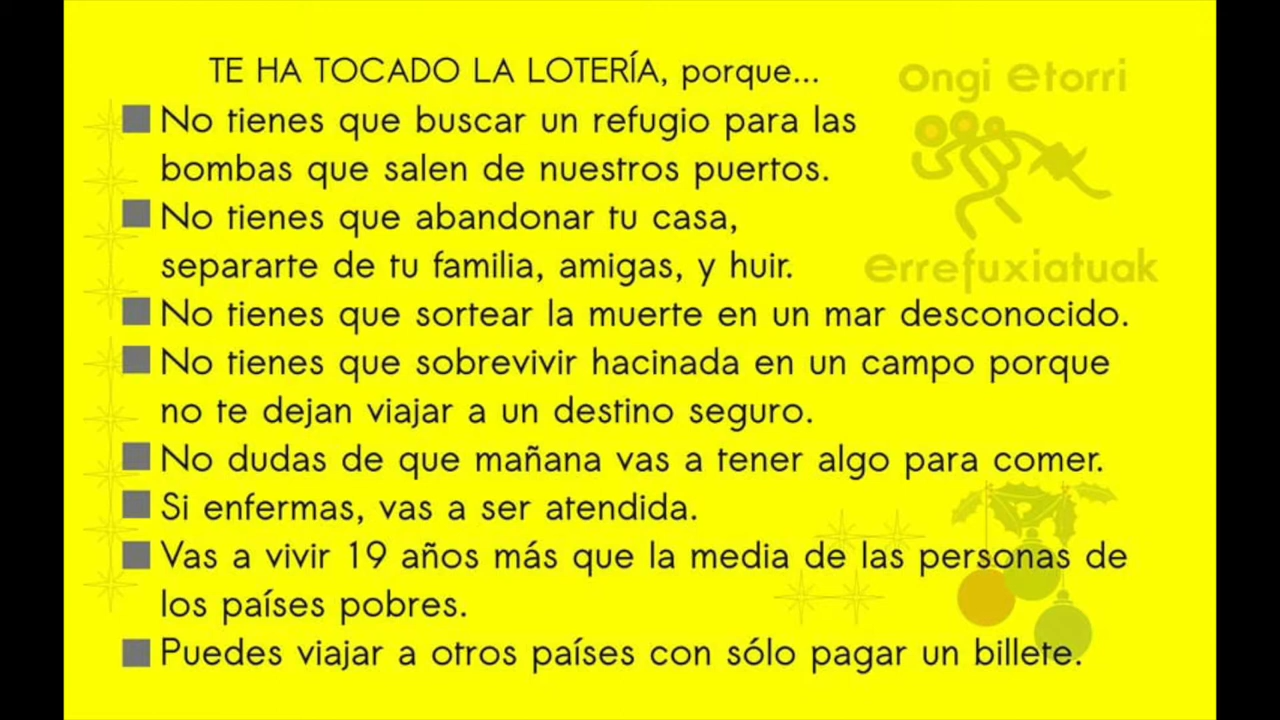 TE HA TOCADO LA LOTERÍA, porque...
ongi etorri
errefuxiatuak
No tienes que buscar un refugio para las
bombas que salen de nuestros puertos.
No tienes que abandonar tu casa,
separarte de tu familia, amigas, y huir.
No tienes que sortear la muerte en un mar desconocido.
No tienes que sobrevivir hacinada en un campo porque
no te dejan viajar a un destino seguro.
No dudas de que mañana vas a tener algo para comer.
Si enfermas, vas a ser atendida.
Vas a vivir 19 años más que la media de las personas de
los países pobres.
Puedes viajar a otros países con sólo pagar un billete.